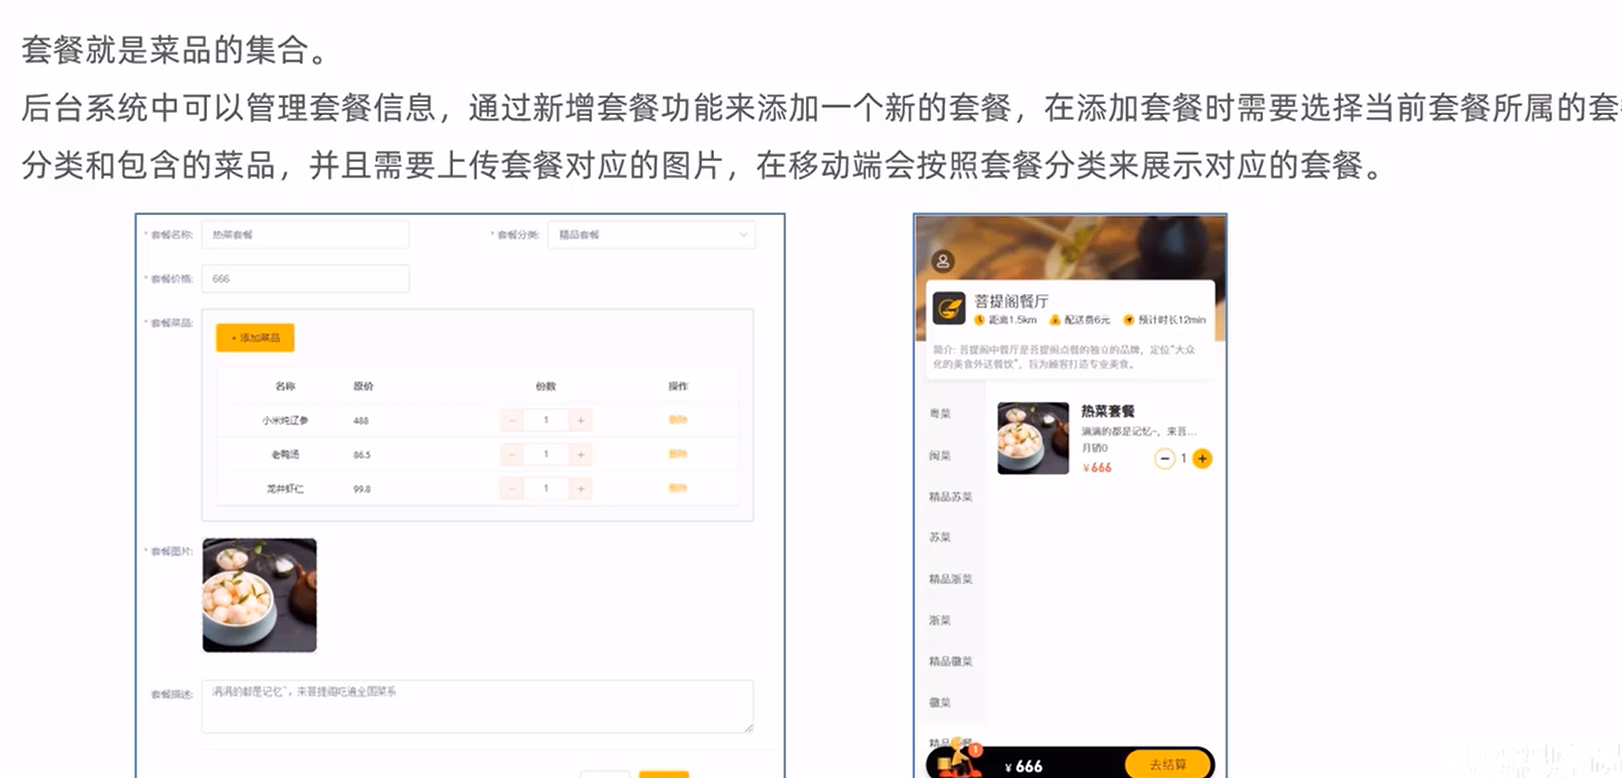 套餐就是菜品的集合。
后台系统中可以管理套餐信息，通过新增套餐功能来添加一个新的套餐，在添加套餐时需要选择当前套餐所属的套
分类和包含的菜品，并且需要上传套餐对应的图片，在移动端会按照套餐分类来展示对应的套餐。
* 套餐名称: 热菜套餐 * 套餐分类: 精品套餐
* 套餐价格: 666
* 套餐菜品:
+ 添加菜品
名称 原价 份数 操作
小米炖辽参 488 − 1 + 删除
老鸭汤 86.5 − 1 + 删除
龙井虾仁 99.8 − 1 + 删除
* 套餐图片:
套餐描述: 满满的都是记忆~，来菩提阁吃遍全国菜系
菩提阁餐厅
距离1.5km 配送费6元 预计时长12min
简介: 菩提阁中餐厅是菩提阁点餐的独立的品牌，定位“大众
化的美食外送餐饮”，旨为顾客打造专业美食。
粤菜
闽菜
精品苏菜
苏菜
精品浙菜
浙菜
精品徽菜
徽菜
精品 餐
热菜套餐
满满的都是记忆~，来菩...
月销0
¥666 − 1 +
1
¥ 666 去结算